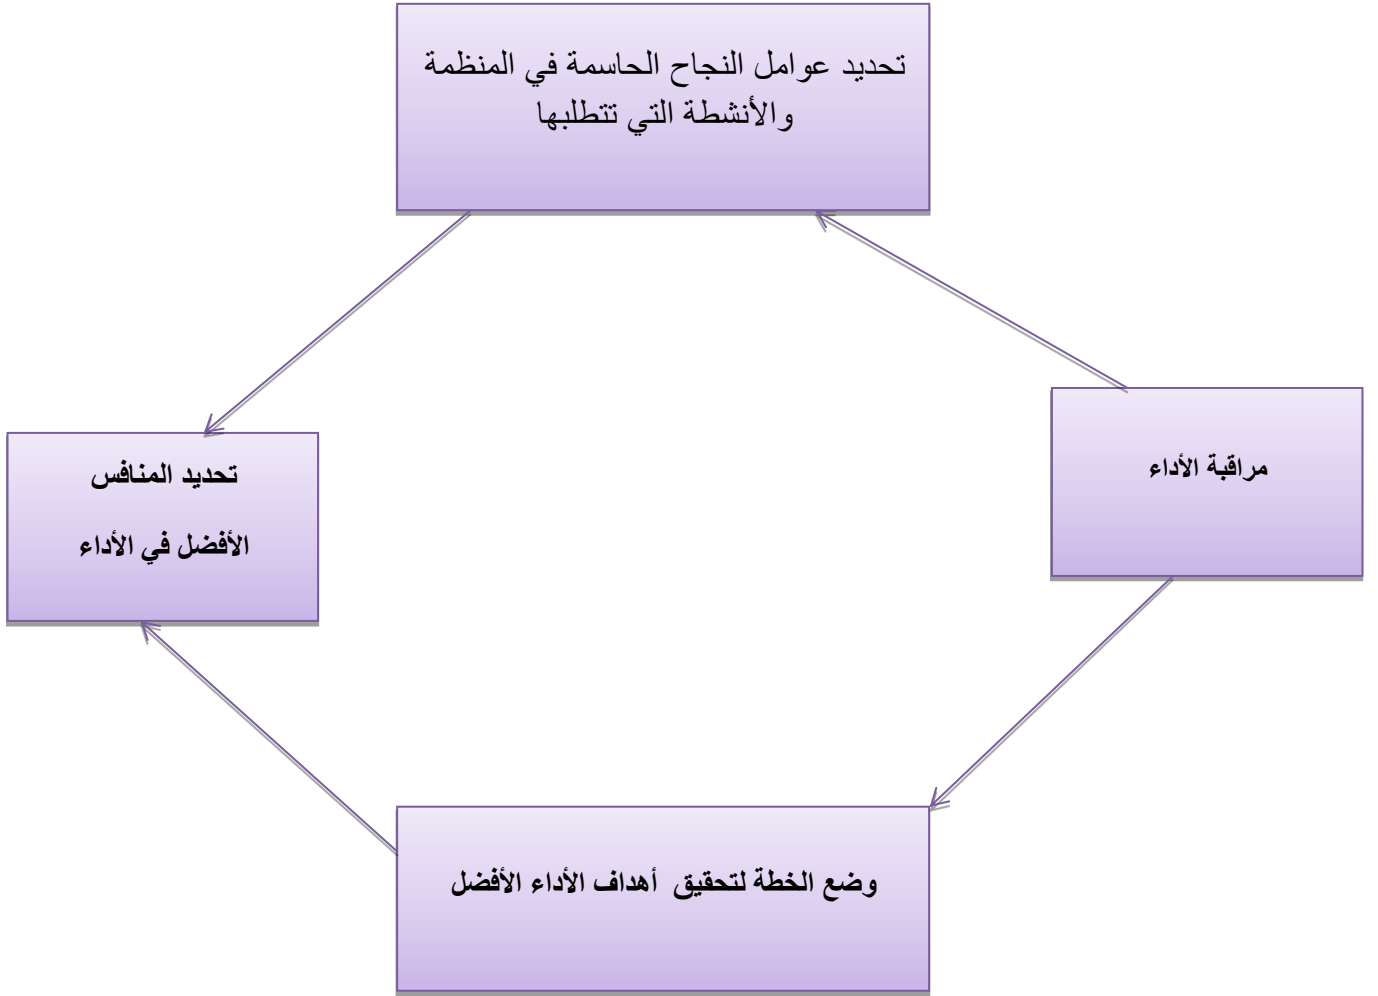 تحديد عوامل النجاح الحاسمة في المنظمة
والأنشطة التي تتطلبها
مراقبة الأداء
تحديد المنافس
الأفضل في الأداء
وضع الخطة لتحقيق أهداف الأداء الأفضل